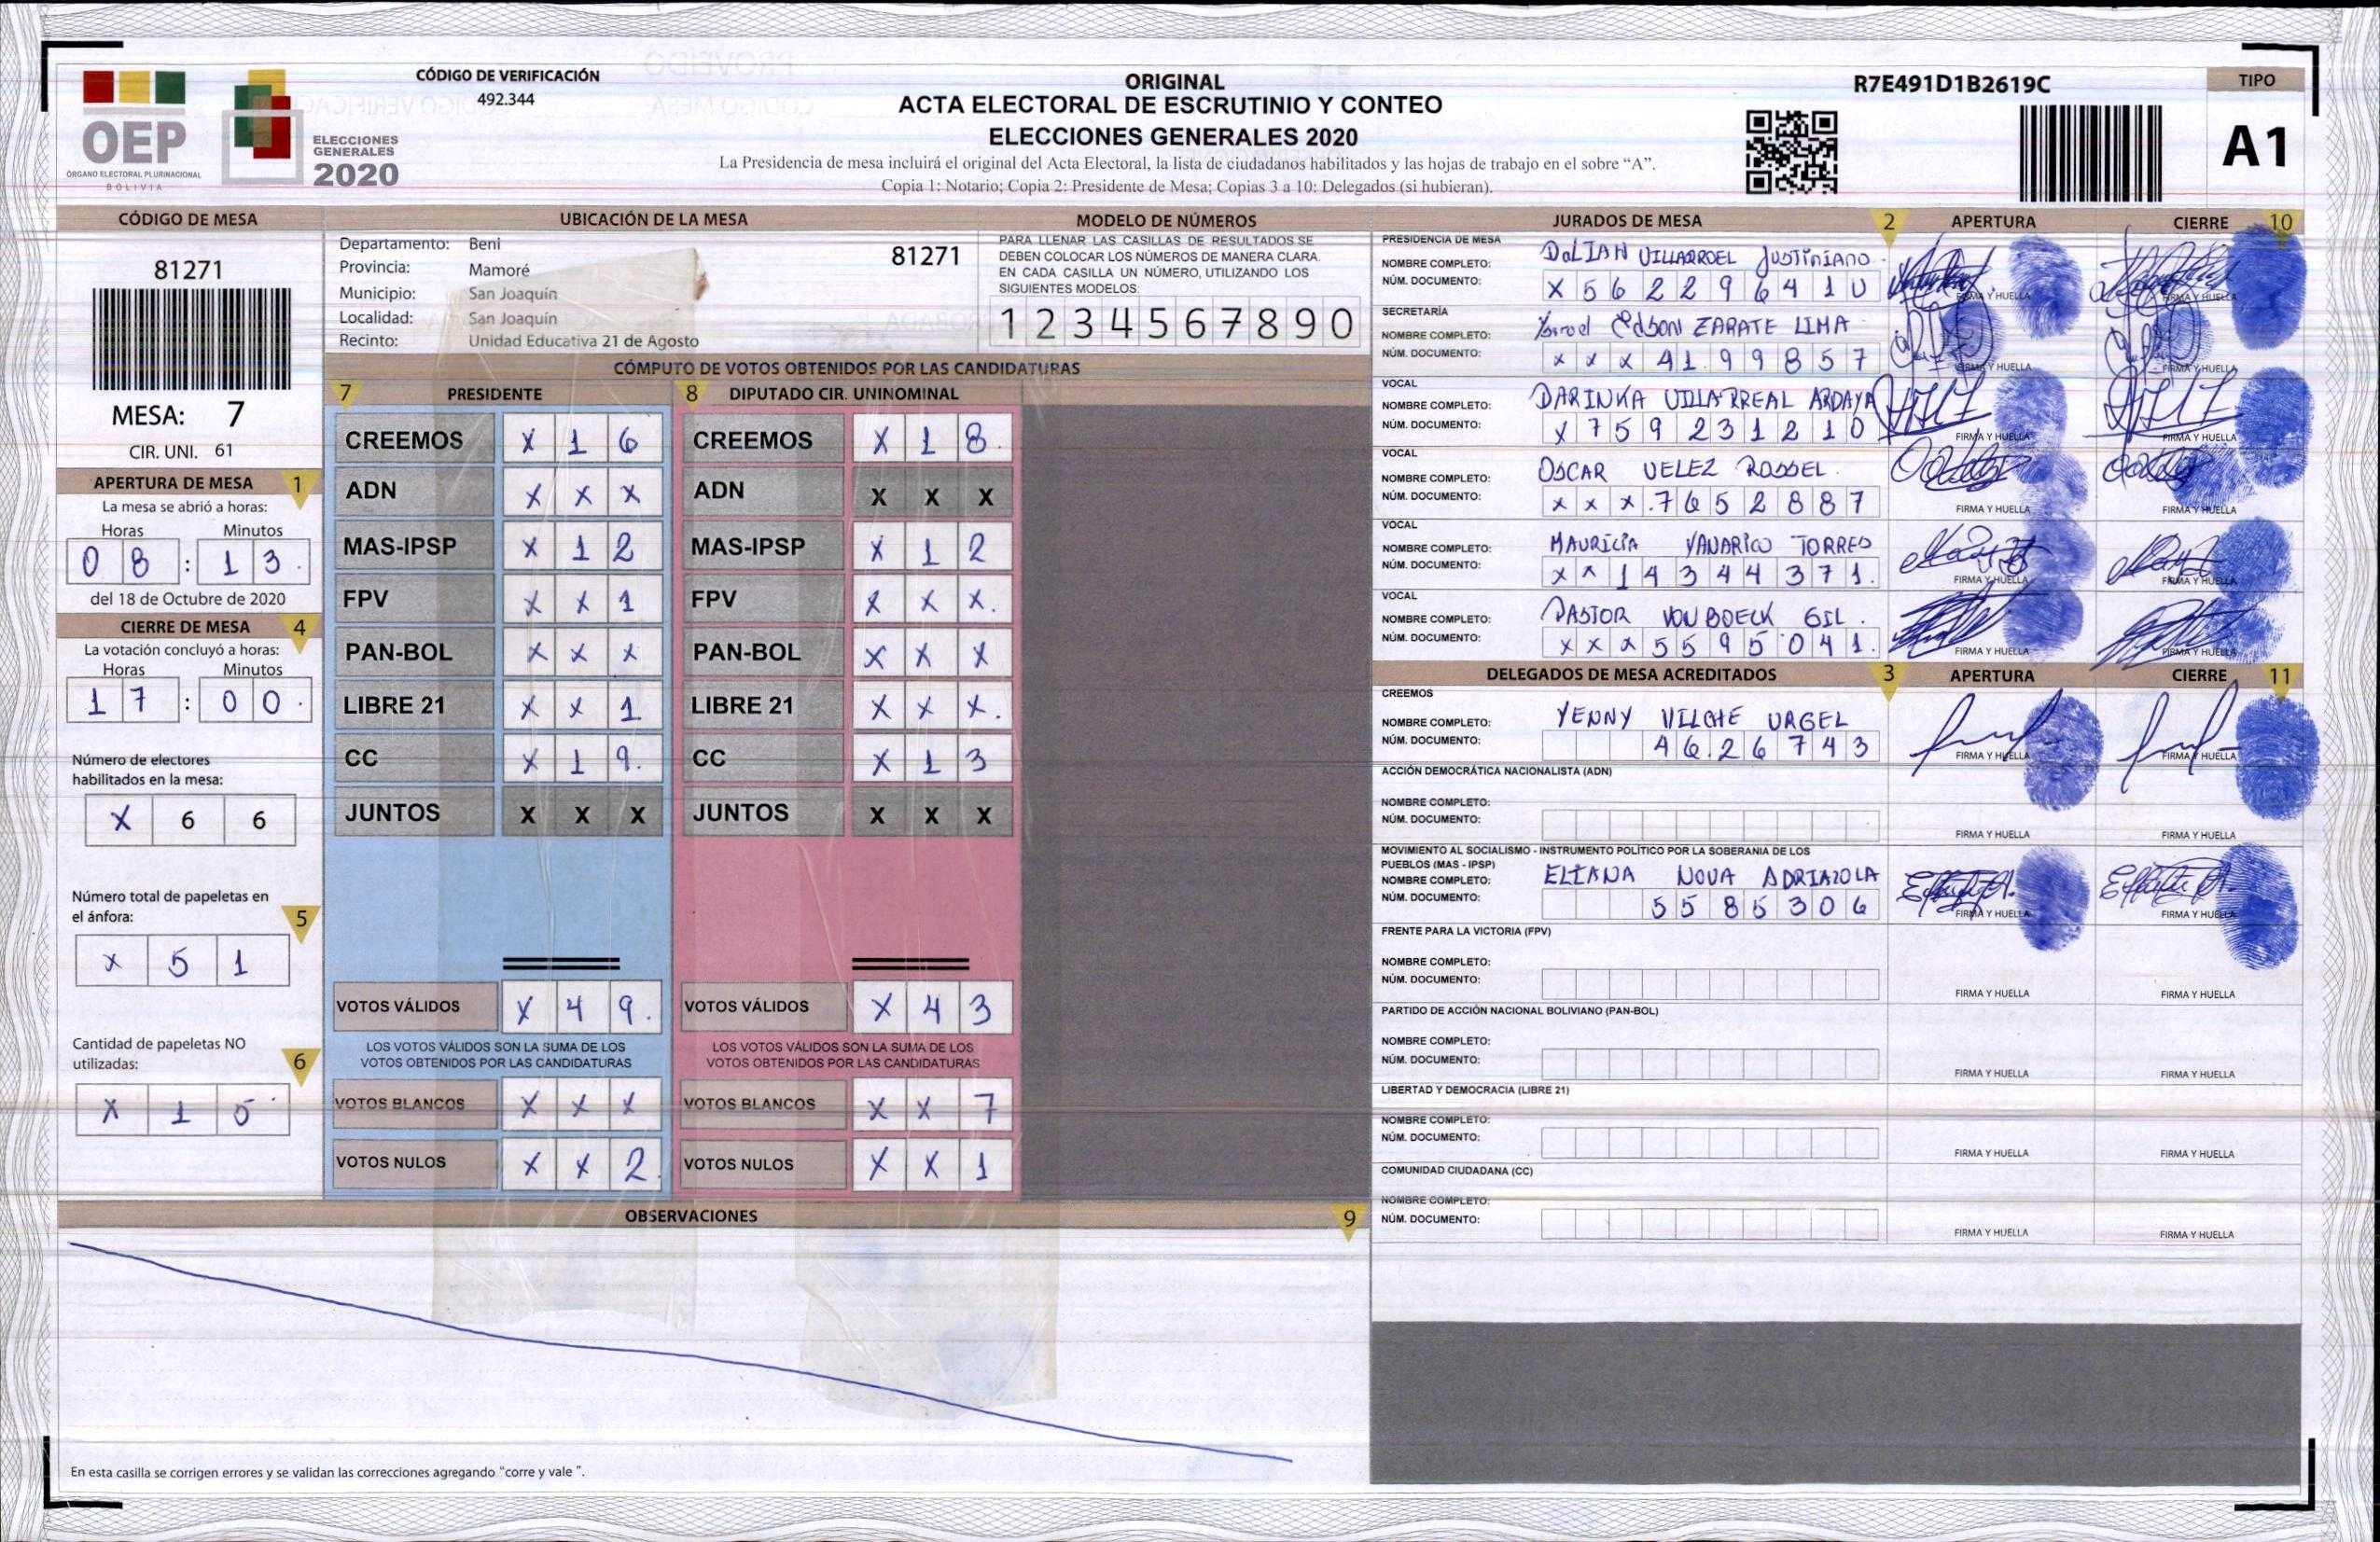 CÓDIGO DE VERIFICACIÓN
492.344
OEP
ÓRGANO ELECTORAL PLURINACIONAL
BOLIVIA
ELECCIONES
GENERALES
2020
ORIGINAL
ACTA ELECTORAL DE ESCRUTINIO Y CONTEO
ELECCIONES GENERALES 2020
La Presidencia de mesa incluirá el original del Acta Electoral, la lista de ciudadanos habilitados y las hojas de trabajo en el sobre “A”.
Copia 1: Notario; Copia 2: Presidente de Mesa; Copias 3 a 10: Delegados (si hubieran).
R7E491D1B2619C
TIPO
A1
CÓDIGO DE MESA
81271
MESA: 7
CIR. UNI. 61
APERTURA DE MESA 1
La mesa se abrió a horas:
Horas Minutos
0 8 : 1 3
del 18 de Octubre de 2020
CIERRE DE MESA 4
La votación concluyó a horas:
Horas Minutos
1 7 : 0 0
Número de electores
habilitados en la mesa:
X 6 6
Número total de papeletas en
el ánfora: 5
X 5 1
Cantidad de papeletas NO
utilizadas: 6
X 1 5
UBICACIÓN DE LA MESA
Departamento: Beni
81271
Provincia: Mamoré
Municipio: San Joaquín
Localidad: San Joaquín
Recinto: Unidad Educativa 21 de Agosto
MODELO DE NÚMEROS
PARA LLENAR LAS CASILLAS DE RESULTADOS SE
DEBEN COLOCAR LOS NÚMEROS DE MANERA CLARA.
EN CADA CASILLA UN NÚMERO, UTILIZANDO LOS
SIGUIENTES MODELOS:
1 2 3 4 5 6 7 8 9 0
CÓMPUTO DE VOTOS OBTENIDOS POR LAS CANDIDATURAS
7 PRESIDENTE
CREEMOS X 1 6
ADN X X X
MAS-IPSP X 1 2
FPV X X 1
PAN-BOL X X X
LIBRE 21 X X 1
CC X 1 9
JUNTOS X X X
VOTOS VÁLIDOS X 4 9
LOS VOTOS VÁLIDOS SON LA SUMA DE LOS
VOTOS OBTENIDOS POR LAS CANDIDATURAS
VOTOS BLANCOS X X X
VOTOS NULOS X X 2
8 DIPUTADO CIR. UNINOMINAL
CREEMOS X 1 8
ADN X X X
MAS-IPSP X 1 2
FPV X X X
PAN-BOL X X X
LIBRE 21 X X X
CC X 1 3
JUNTOS X X X
VOTOS VÁLIDOS X 4 3
LOS VOTOS VÁLIDOS SON LA SUMA DE LOS
VOTOS OBTENIDOS POR LAS CANDIDATURAS
VOTOS BLANCOS X X 7
VOTOS NULOS X X 1
OBSERVACIONES 9
En esta casilla se corrigen errores y se validan las correcciones agregando “corre y vale ”.
JURADOS DE MESA 2 APERTURA CIERRE 10
PRESIDENCIA DE MESA
NOMBRE COMPLETO: DOLIAN VILLARROEL JUSTINIANO
NÚM. DOCUMENTO: X 5 6 2 2 9 6 4 1 0
FIRMA Y HUELLA FIRMA Y HUELLA
SECRETARÍA
NOMBRE COMPLETO: EDSON ZARATE LIMA
NÚM. DOCUMENTO: X X X 4 1 9 9 8 5 7
FIRMA Y HUELLA FIRMA Y HUELLA
VOCAL
NOMBRE COMPLETO: DARINKA VILLARREAL ARDAYA
NÚM. DOCUMENTO: X 7 5 9 2 3 1 2 1 0
FIRMA Y HUELLA FIRMA Y HUELLA
VOCAL
NOMBRE COMPLETO: OSCAR VELEZ ROSSEL
NÚM. DOCUMENTO: X X X 7 6 5 2 8 8 7
FIRMA Y HUELLA FIRMA Y HUELLA
VOCAL
NOMBRE COMPLETO: MAURICIA YANARICO TORRES
NÚM. DOCUMENTO: X X 1 4 3 4 4 3 7 1
FIRMA Y HUELLA FIRMA Y HUELLA
VOCAL
NOMBRE COMPLETO: PASTOR VON BOECK GIL
NÚM. DOCUMENTO: X X X 5 5 9 5 0 4 1
FIRMA Y HUELLA FIRMA Y HUELLA
DELEGADOS DE MESA ACREDITADOS 3 APERTURA CIERRE 11
CREEMOS
NOMBRE COMPLETO: YENNY VILCHE URGEL
NÚM. DOCUMENTO: 4 6 2 6 7 4 3
FIRMA Y HUELLA FIRMA Y HUELLA
ACCIÓN DEMOCRÁTICA NACIONALISTA (ADN)
NOMBRE COMPLETO:
NÚM. DOCUMENTO:
FIRMA Y HUELLA FIRMA Y HUELLA
MOVIMIENTO AL SOCIALISMO - INSTRUMENTO POLÍTICO POR LA SOBERANIA DE LOS
PUEBLOS (MAS - IPSP)
NOMBRE COMPLETO: ELIANA NOVA ADRIAZOLA
NÚM. DOCUMENTO: 5 5 8 5 3 0 6
FIRMA Y HUELLA FIRMA Y HUELLA
FRENTE PARA LA VICTORIA (FPV)
NOMBRE COMPLETO:
NÚM. DOCUMENTO:
FIRMA Y HUELLA FIRMA Y HUELLA
PARTIDO DE ACCIÓN NACIONAL BOLIVIANO (PAN-BOL)
NOMBRE COMPLETO:
NÚM. DOCUMENTO:
FIRMA Y HUELLA FIRMA Y HUELLA
LIBERTAD Y DEMOCRACIA (LIBRE 21)
NOMBRE COMPLETO:
NÚM. DOCUMENTO:
FIRMA Y HUELLA FIRMA Y HUELLA
COMUNIDAD CIUDADANA (CC)
NOMBRE COMPLETO:
NÚM. DOCUMENTO:
FIRMA Y HUELLA FIRMA Y HUELLA